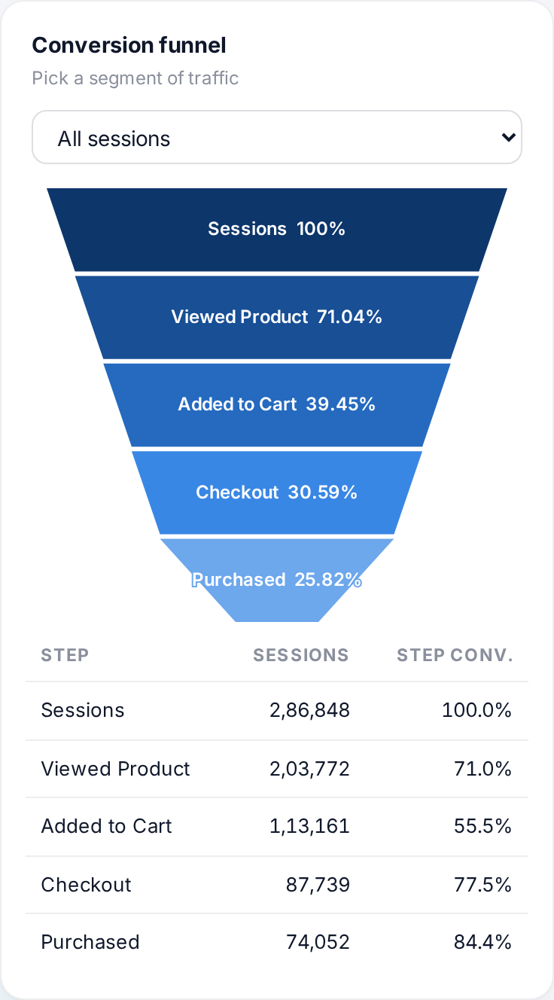 Conversion funnel
Pick a segment of traffic
All sessions
Sessions 100%
Viewed Product 71.04%
Added to Cart 39.45%
Checkout 30.59%
Purchased 25.82%
STEP SESSIONS STEP CONV.
Sessions 2,86,848 100.0%
Viewed Product 2,03,772 71.0%
Added to Cart 1,13,161 55.5%
Checkout 87,739 77.5%
Purchased 74,052 84.4%